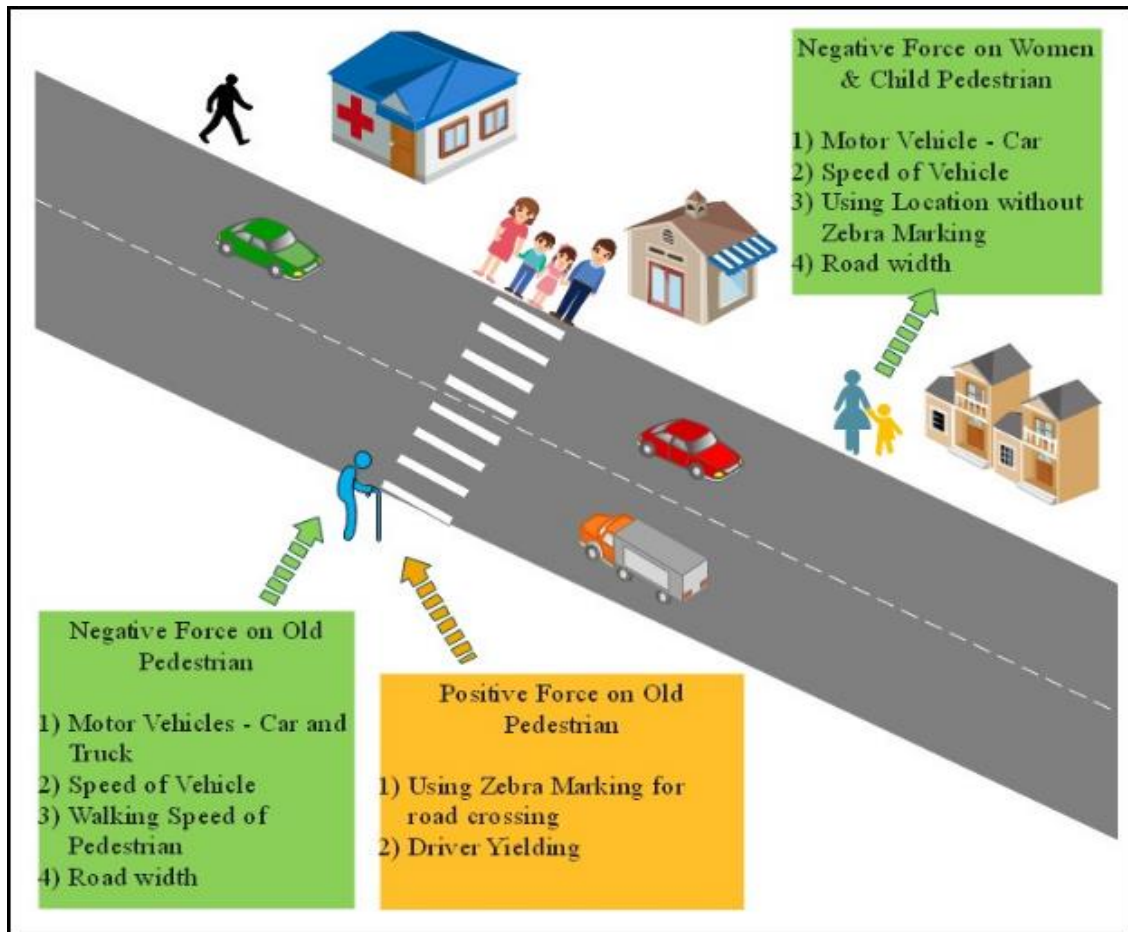 Negative Force on Women
& Child Pedestrian
1) Motor Vehicle - Car
2) Speed of Vehicle
3) Using Location without
Zebra Marking
4) Road width
Negative Force on Old
Pedestrian
1) Motor Vehicles - Car and
Truck
2) Speed of Vehicle
3) Walking Speed of
Pedestrian
4) Road width
Positive Force on Old
Pedestrian
1) Using Zebra Marking for
road crossing
2) Driver Yielding